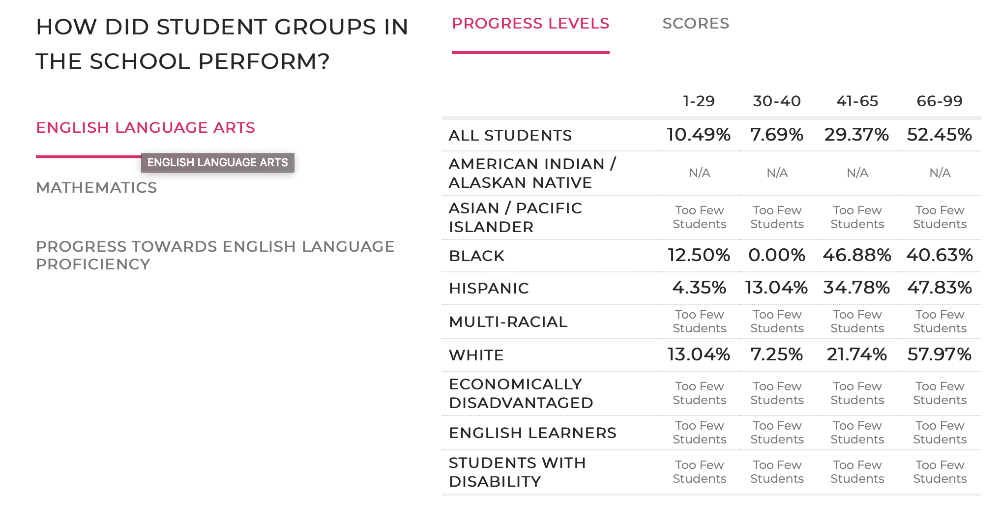 HOW DID STUDENT GROUPS IN
THE SCHOOL PERFORM?
ENGLISH LANGUAGE ARTS
ENGLISH LANGUAGE ARTS
MATHEMATICS
PROGRESS TOWARDS ENGLISH LANGUAGE
PROFICIENCY
PROGRESS LEVELS SCORES
1-29 30-40 41-65 66-99
ALL STUDENTS 10.49% 7.69% 29.37% 52.45%
AMERICAN INDIAN /
ALASKAN NATIVE
N/A N/A N/A N/A
ASIAN / PACIFIC
ISLANDER
Too Few Too Few Too Few Too Few
Students Students Students Students
BLACK 12.50% 0.00% 46.88% 40.63%
HISPANIC 4.35% 13.04% 34.78% 47.83%
MULTI-RACIAL
Too Few Too Few Too Few Too Few
Students Students Students Students
WHITE 13.04% 7.25% 21.74% 57.97%
ECONOMICALLY
DISADVANTAGED
Too Few Too Few Too Few Too Few
Students Students Students Students
ENGLISH LEARNERS
Too Few Too Few Too Few Too Few
Students Students Students Students
STUDENTS WITH
DISABILITY
Too Few Too Few Too Few Too Few
Students Students Students Students